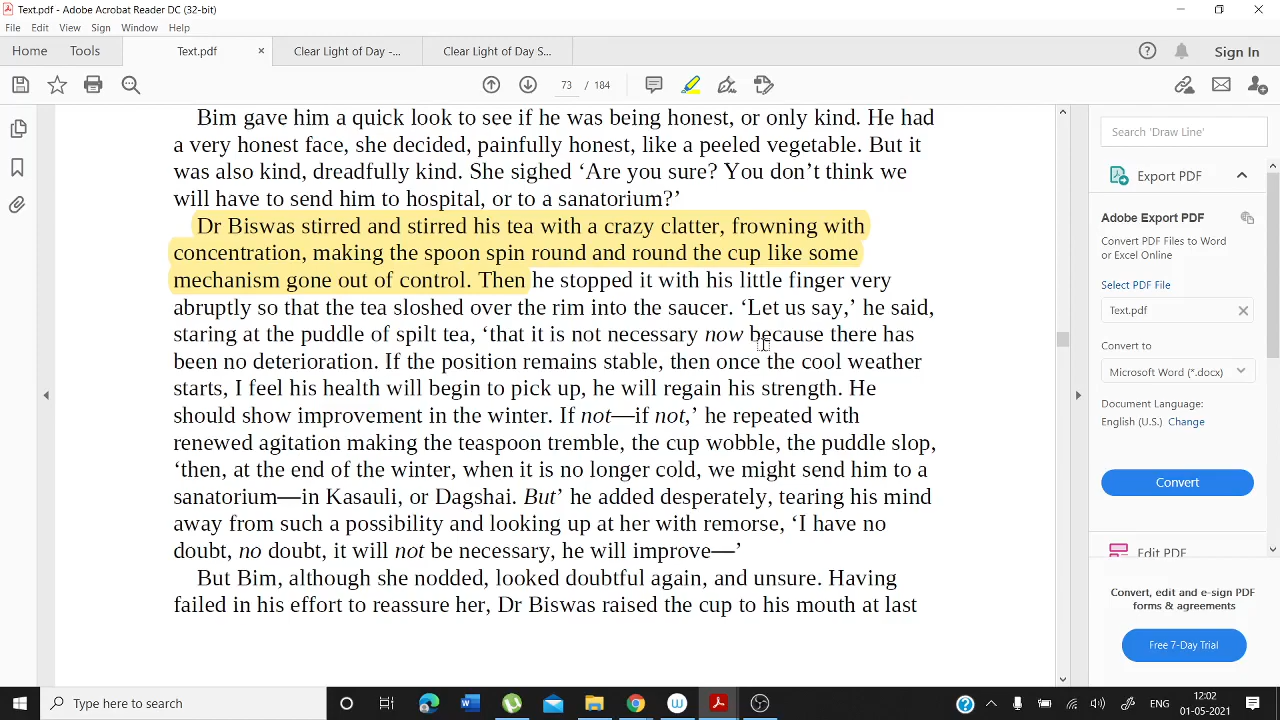 Text.pdf - Adobe Acrobat Reader DC (32-bit)
File Edit View Sign Window Help
Home Tools Text.pdf × Clear Light of Day -... Clear Light of Day S... Sign In
73 / 184
Bim gave him a quick look to see if he was being honest, or only kind. He had
a very honest face, she decided, painfully honest, like a peeled vegetable. But it
was also kind, dreadfully kind. She sighed ‘Are you sure? You don’t think we
will have to send him to hospital, or to a sanatorium?’
Dr Biswas stirred and stirred his tea with a crazy clatter, frowning with
concentration, making the spoon spin round and round the cup like some
mechanism gone out of control. Then he stopped it with his little finger very
abruptly so that the tea sloshed over the rim into the saucer. ‘Let us say,’ he said,
staring at the puddle of spilt tea, ‘that it is not necessary now because there has
been no deterioration. If the position remains stable, then once the cool weather
starts, I feel his health will begin to pick up, he will regain his strength. He
should show improvement in the winter. If not—if not,’ he repeated with
renewed agitation making the teaspoon tremble, the cup wobble, the puddle slop,
‘then, at the end of the winter, when it is no longer cold, we might send him to a
sanatorium—in Kasauli, or Dagshai. But’ he added desperately, tearing his mind
away from such a possibility and looking up at her with remorse, ‘I have no
doubt, no doubt, it will not be necessary, he will improve—’
But Bim, although she nodded, looked doubtful again, and unsure. Having
failed in his effort to reassure her, Dr Biswas raised the cup to his mouth at last
Search 'Draw Line'
Export PDF
Adobe Export PDF
Convert PDF Files to Word
or Excel Online
Select PDF File
Text.pdf
Convert to
Microsoft Word (*.docx)
Document Language:
English (U.S.) Change
Convert
Edit PDF
Convert, edit and e-sign PDF
forms & agreements
Free 7-Day Trial
Type here to search
ENG
12:02
01-05-2021